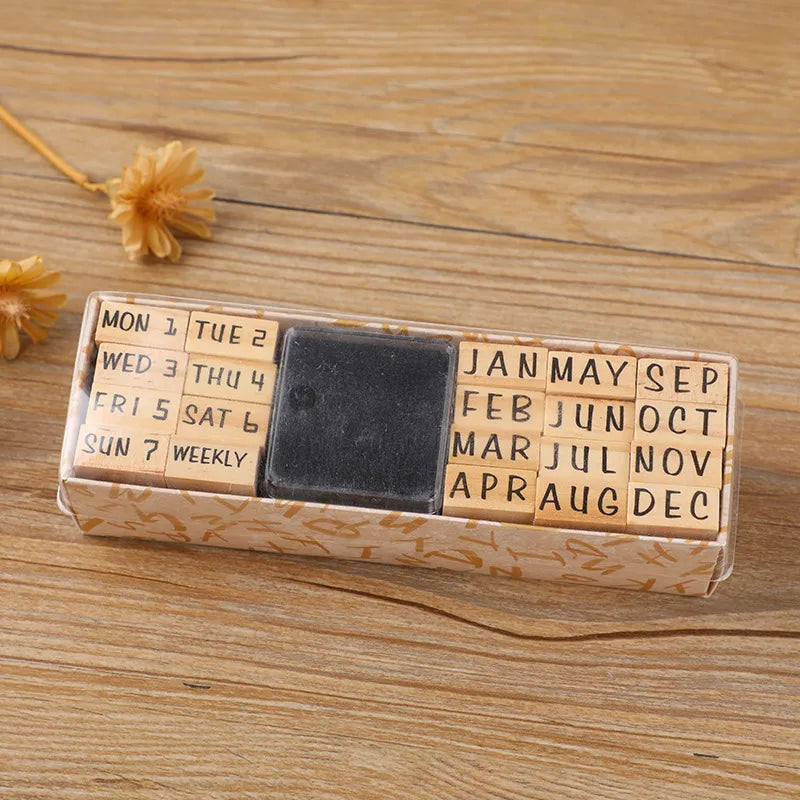 MON 1 TUE 2
WED 3 THU 4
FRI 5 SAT 6
SUN 7 WEEKLY
JAN MAY SEP
FEB JUN OCT
MAR JUL NOV
APR AUG DEC